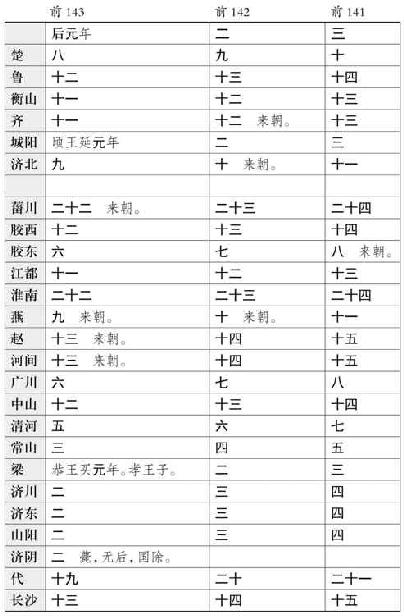 前143 前142 前141
后元年 二 三
楚 八 九 十
鲁 十二 十三 十四
衡山 十一 十二 十三
齐 十一 十二 来朝。 十三
城阳 顷王延元年 二 三
济北 九 十 来朝。 十一
菑川 二十二 来朝。 二十三 二十四
胶西 十二 十三 十四
胶东 六 七 八 来朝。
江都 十一 十二 十三
淮南 二十二 二十三 二十四
燕 九 来朝。 十 来朝。 十一
赵 十三 来朝。 十四 十五
河间 十三 来朝。 十四 十五
广川 六 七 八
中山 十二 十三 十四
清河 五 六 七
常山 三 四 五
梁 恭王买元年。孝王子。 二 三
济川 二 三 四
济东 二 三 四
山阳 二 三 四
济阴 二 薨,无后,国除。
代 十九 二十 二十一
长沙 十三 十四 十五